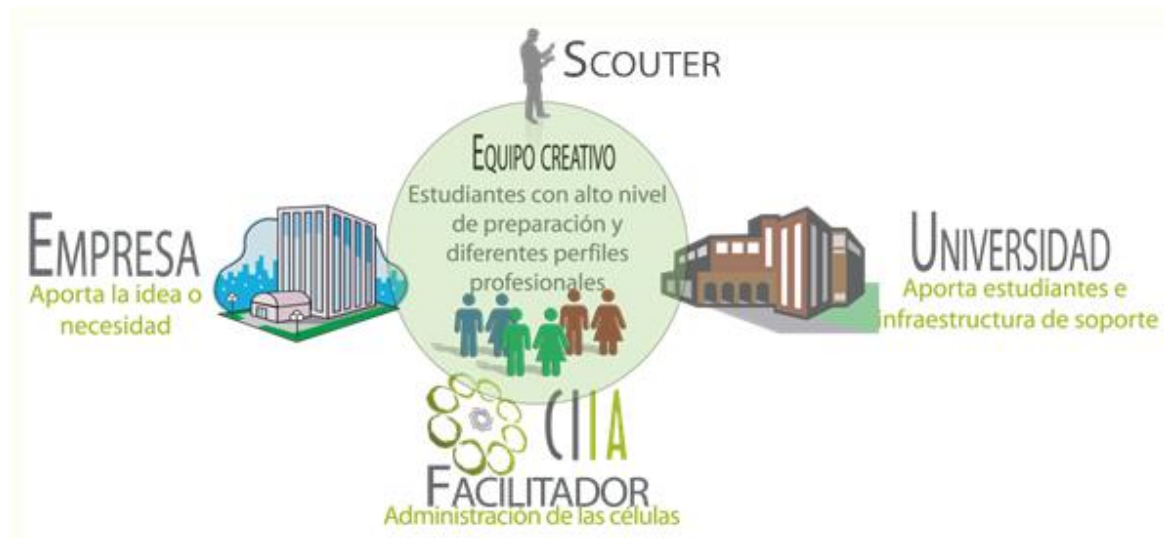 SCOUTER
EQUIPO CREATIVO
Estudiantes con alto nivel
de preparación y
diferentes perfiles
profesionales
EMPRESA
Aporta la idea o
necesidad
UNIVERSIDAD
Aporta estudiantes e
infraestructura de soporte
CIIA
FACILITADOR
Administración de las células